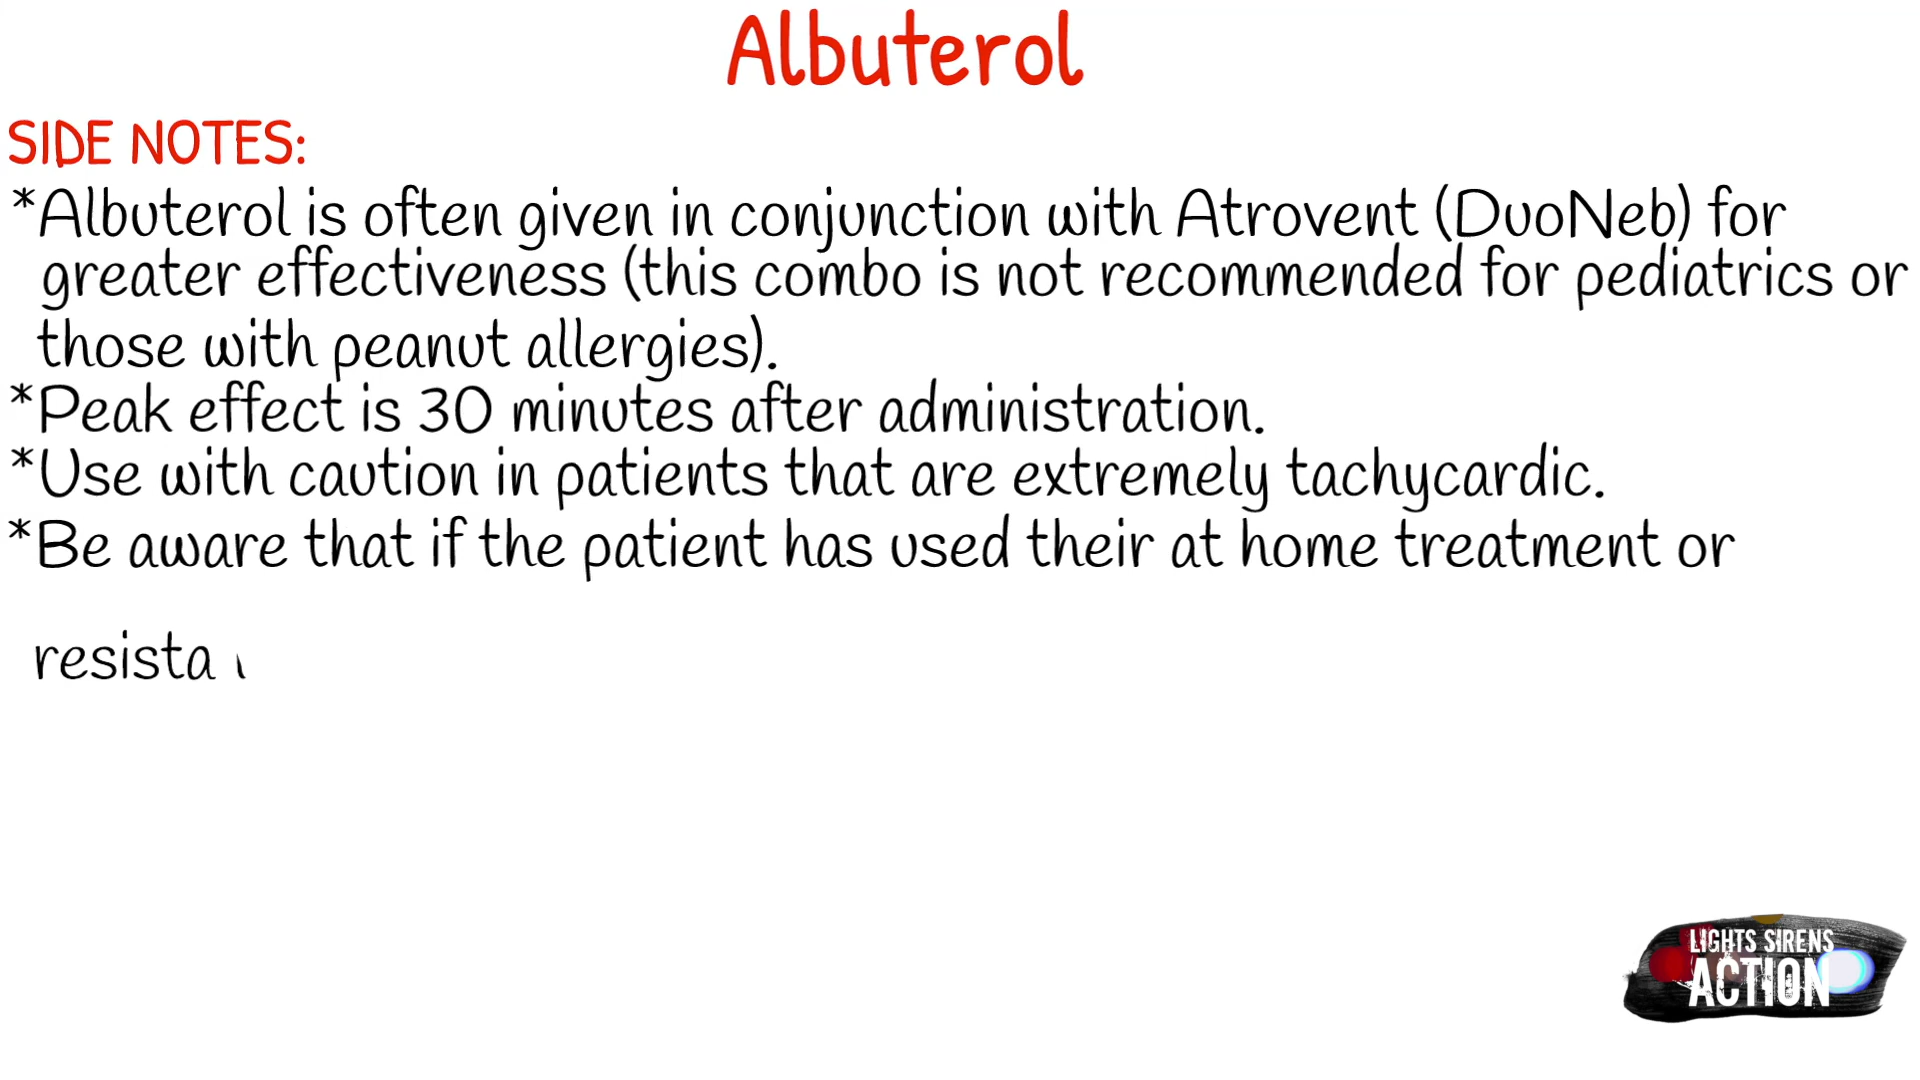 Albuterol
SIDE NOTES:
*Albuterol is often given in conjunction with Atrovent (DuoNeb) for
greater effectiveness (this combo is not recommended for pediatrics or
those with peanut allergies).
*Peak effect is 30 minutes after administration.
*Use with caution in patients that are extremely tachycardic.
*Be aware that if the patient has used their at home treatment or
resista
LIGHTS SIRENS
ACTION